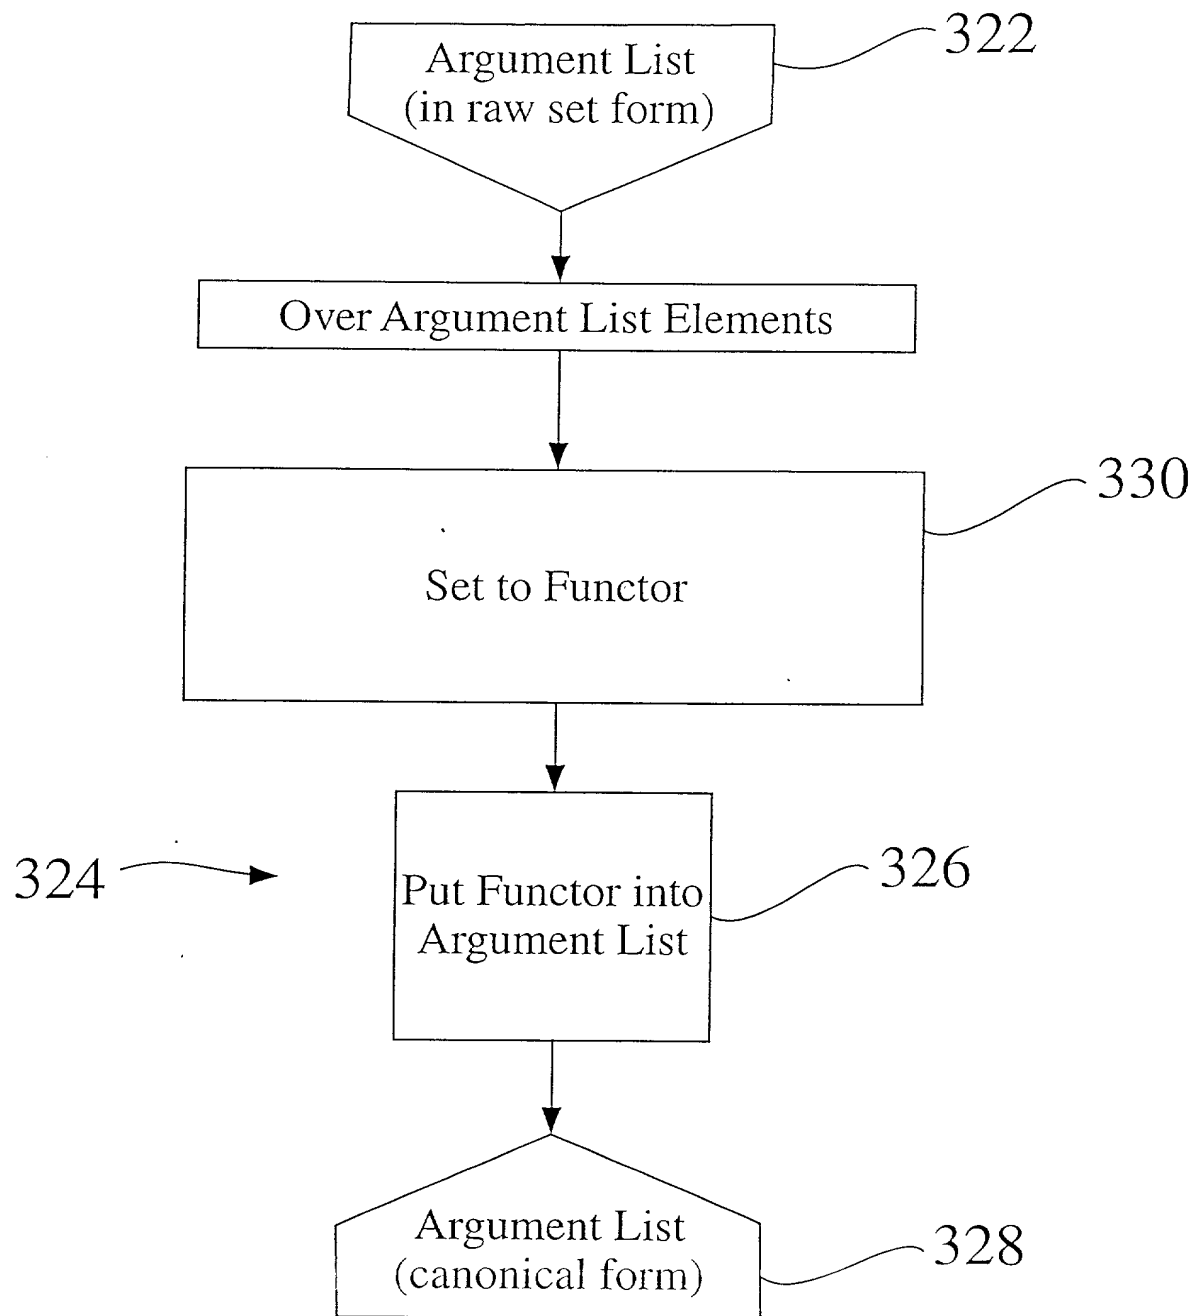 322
Argument List
(in raw set form)
Over Argument List Elements
330
Set to Functor
324
326
Put Functor into
Argument List
328
Argument List
(canonical form)